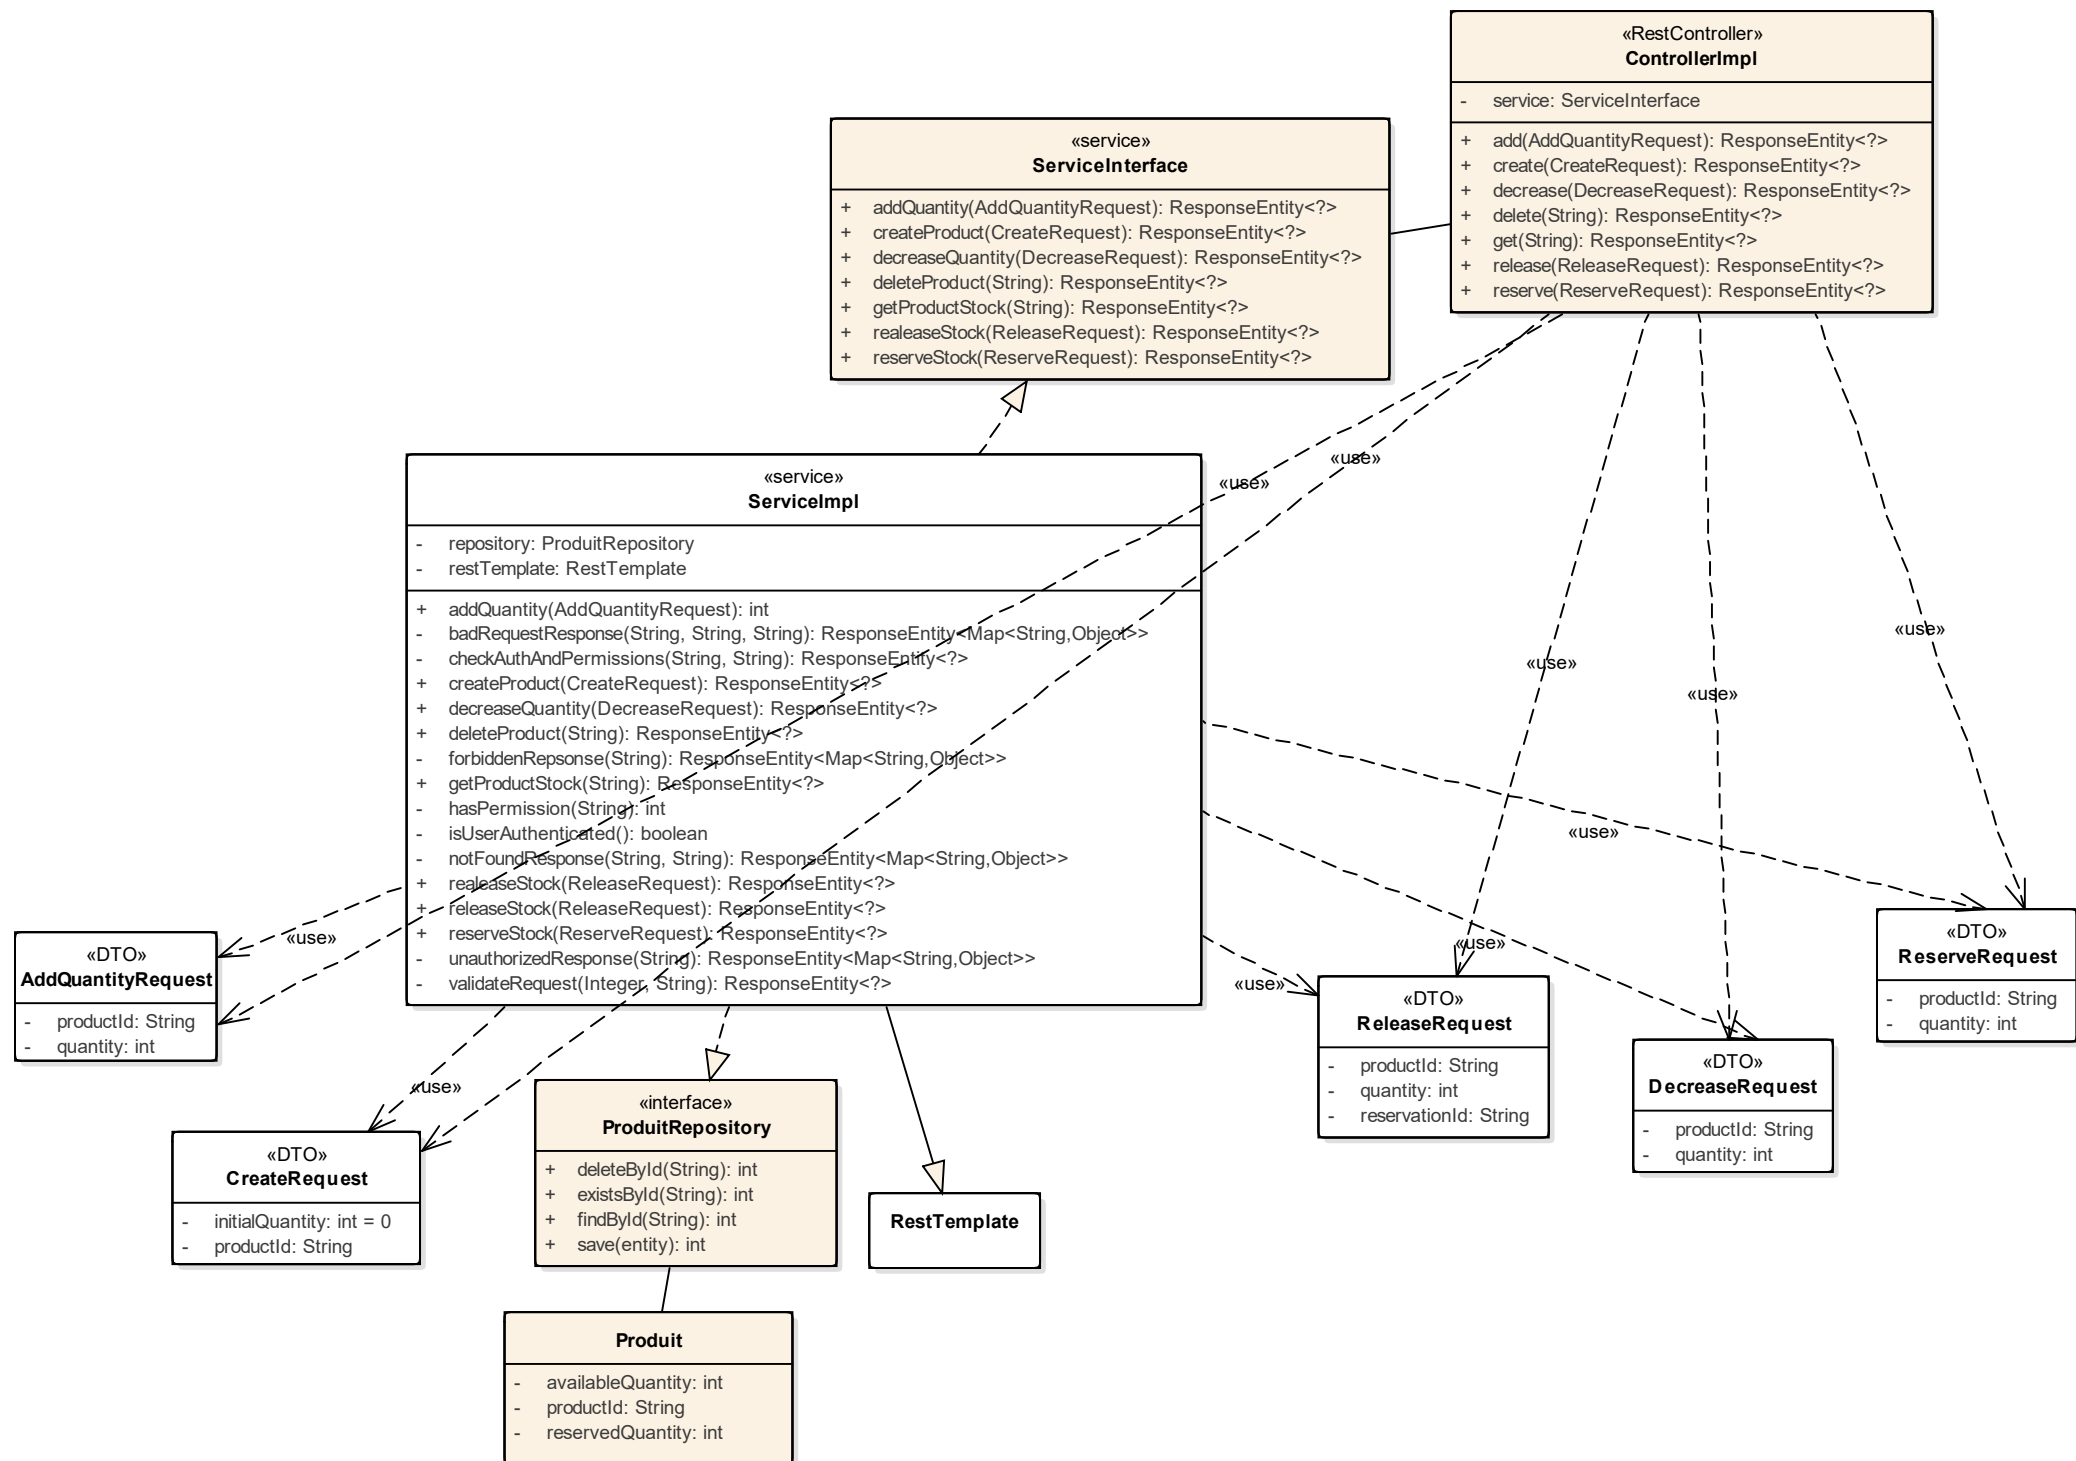 «RestController»
ControllerImpl
- service: ServiceInterface
+ add(AddQuantityRequest): ResponseEntity<?>
+ create(CreateRequest): ResponseEntity<?>
+ decrease(DecreaseRequest): ResponseEntity<?>
+ delete(String): ResponseEntity<?>
+ get(String): ResponseEntity<?>
+ release(ReleaseRequest): ResponseEntity<?>
+ reserve(ReserveRequest): ResponseEntity<?>
«service»
ServiceInterface
+ addQuantity(AddQuantityRequest): ResponseEntity<?>
+ createProduct(CreateRequest): ResponseEntity<?>
+ decreaseQuantity(DecreaseRequest): ResponseEntity<?>
+ deleteProduct(String): ResponseEntity<?>
+ getProductStock(String): ResponseEntity<?>
+ realeaseStock(ReleaseRequest): ResponseEntity<?>
+ reserveStock(ReserveRequest): ResponseEntity<?>
«use»
«use»
«service»
ServiceImpl
- repository: ProduitRepository
- restTemplate: RestTemplate
+ addQuantity(AddQuantityRequest): int
- badRequestResponse(String, String, String): ResponseEntity<Map<String,Object>>
- checkAuthAndPermissions(String, String): ResponseEntity<?>
+ createProduct(CreateRequest): ResponseEntity<?>
+ decreaseQuantity(DecreaseRequest): ResponseEntity<?>
+ deleteProduct(String): ResponseEntity<?>
- forbiddenRepsonse(String): ResponseEntity<Map<String,Object>>
+ getProductStock(String): ResponseEntity<?>
- hasPermission(String): int
- isUserAuthenticated(): boolean
- notFoundResponse(String, String): ResponseEntity<Map<String,Object>>
+ realeaseStock(ReleaseRequest): ResponseEntity<?>
+ releaseStock(ReleaseRequest): ResponseEntity<?>
+ reserveStock(ReserveRequest): ResponseEntity<?>
- unauthorizedResponse(String): ResponseEntity<Map<String,Object>>
- validateRequest(Integer, String): ResponseEntity<?>
«use»
«use»
«use»
«use»
«use»
«use»
«use»
«use»
«DTO»
AddQuantityRequest
- productId: String
- quantity: int
«DTO»
ReserveRequest
- productId: String
- quantity: int
«DTO»
ReleaseRequest
- productId: String
- quantity: int
- reservationId: String
«DTO»
DecreaseRequest
- productId: String
- quantity: int
«use»
«DTO»
CreateRequest
- initialQuantity: int = 0
- productId: String
«interface»
ProduitRepository
+ deleteById(String): int
+ existsById(String): int
+ findById(String): int
+ save(entity): int
RestTemplate
Produit
- availableQuantity: int
- productId: String
- reservedQuantity: int